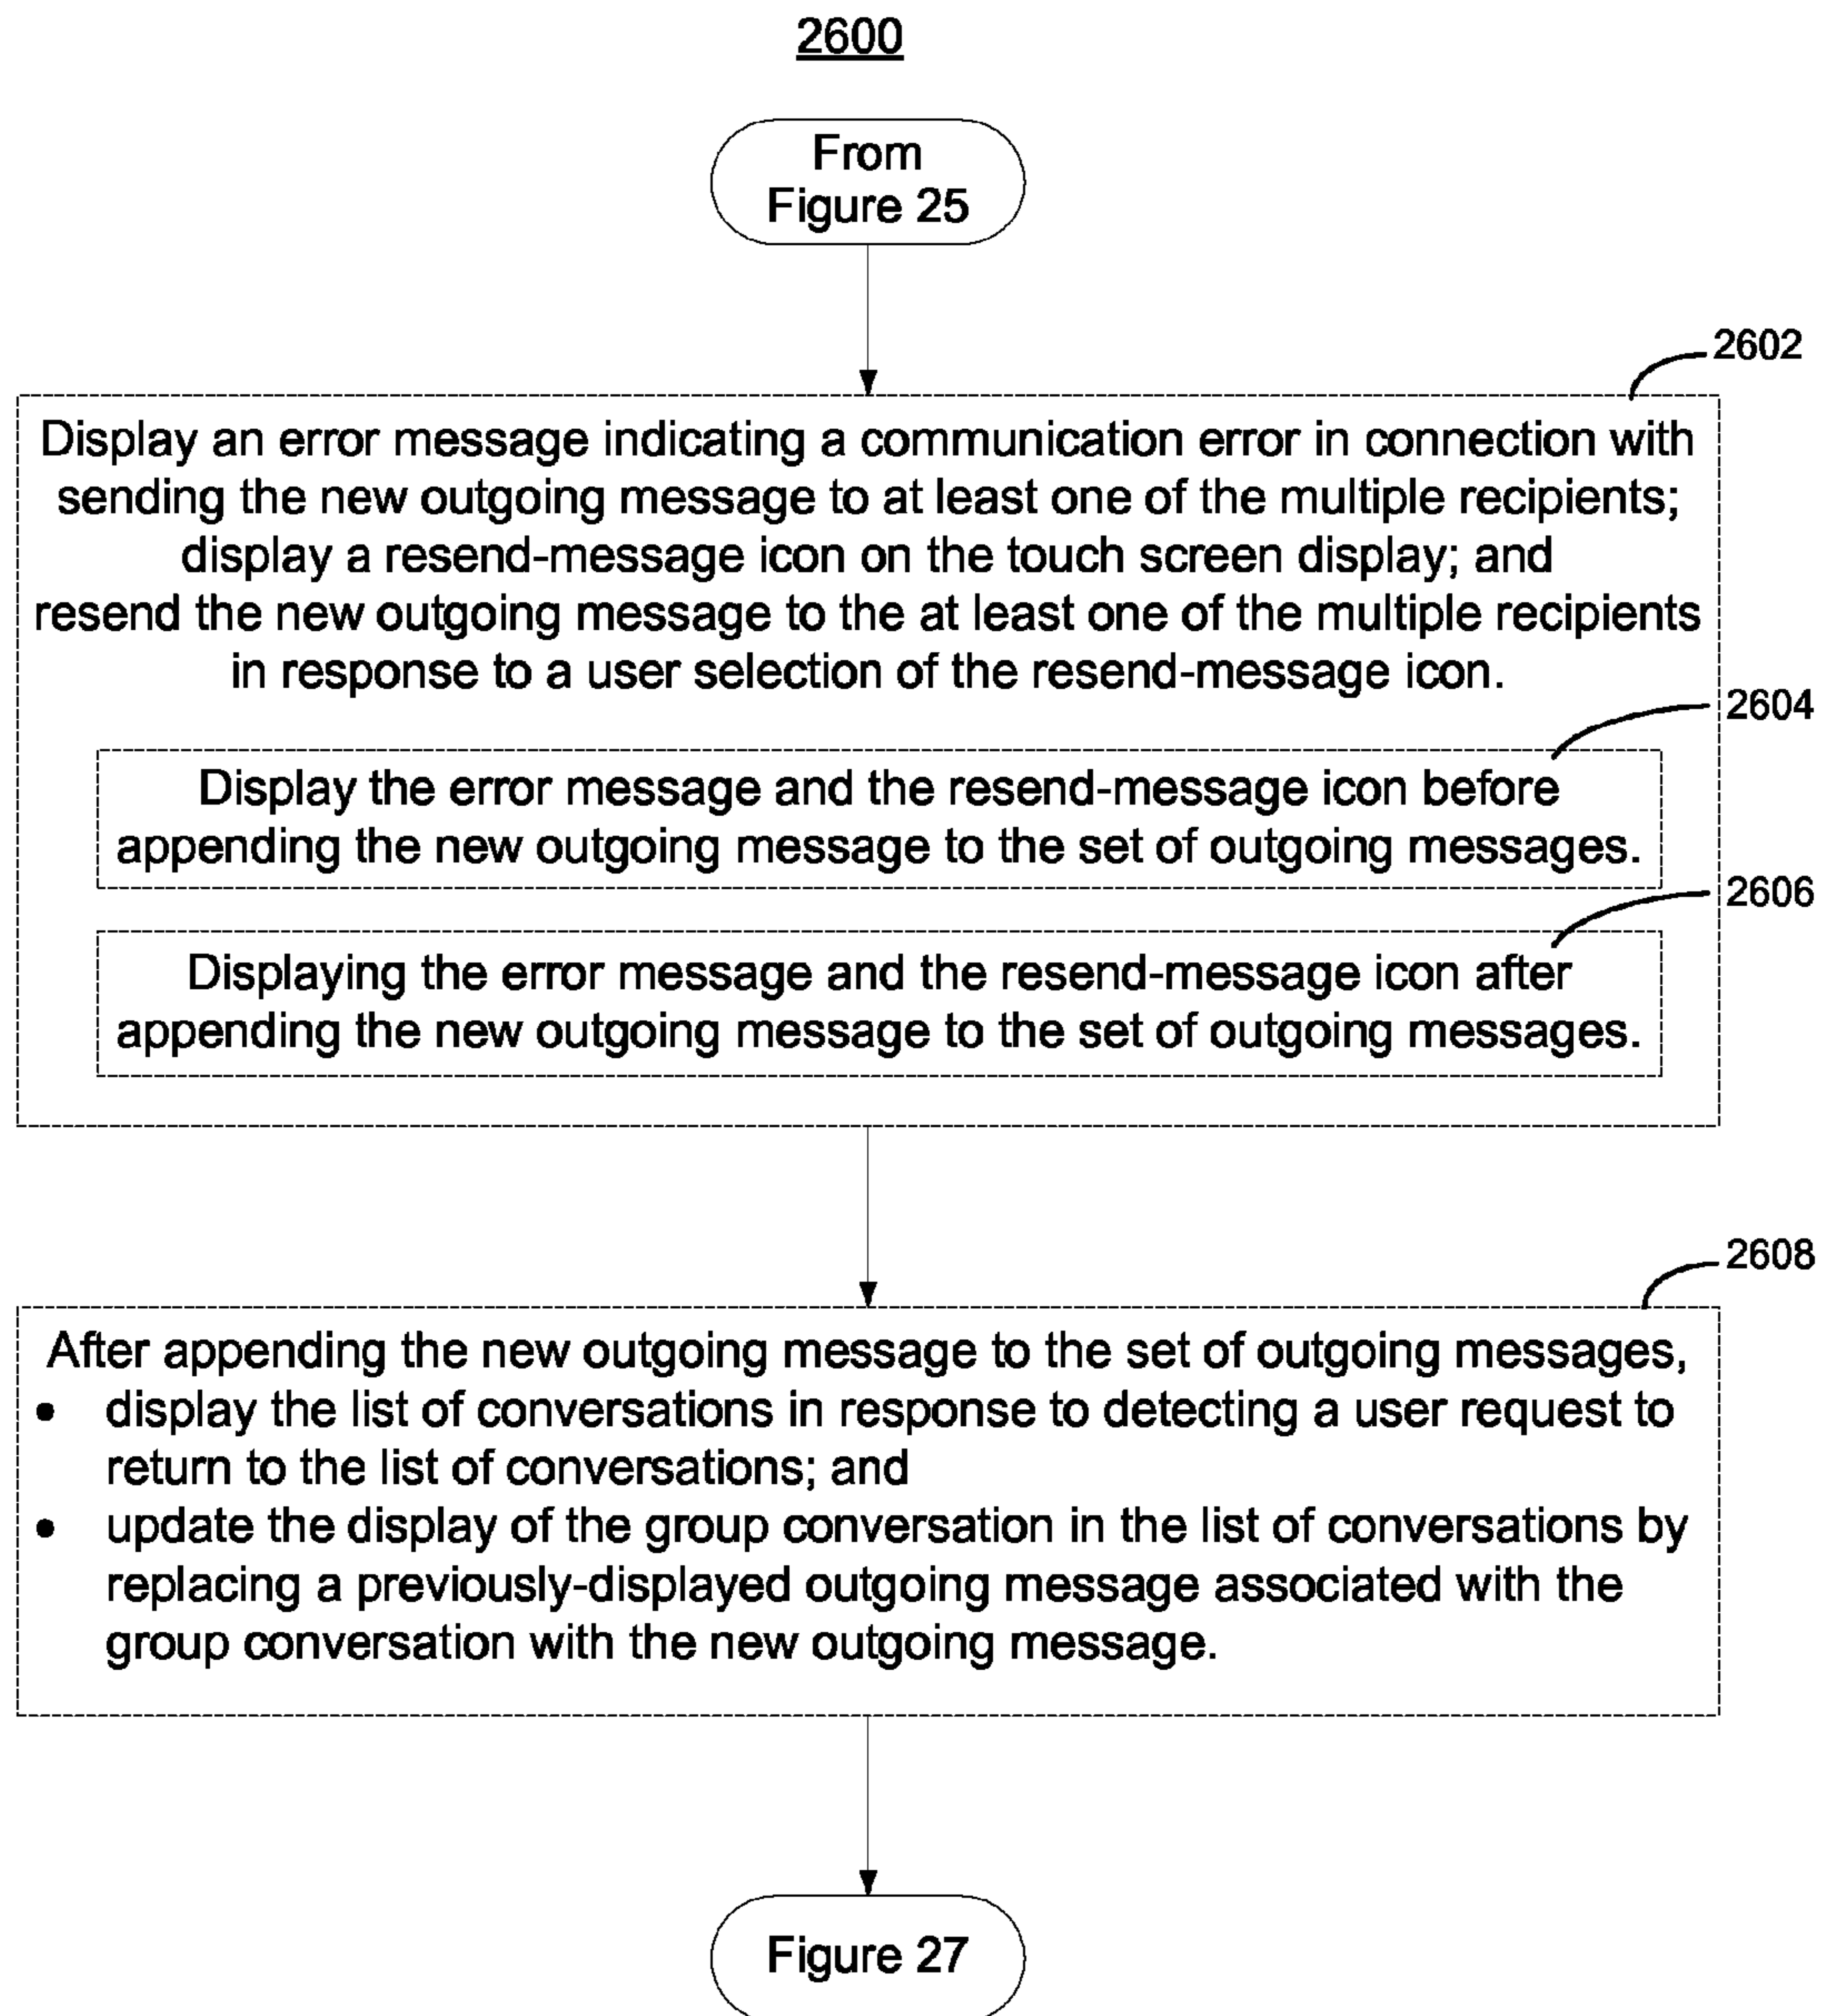 2600
From
Figure 25
2602
Display an error message indicating a communication error in connection with
sending the new outgoing message to at least one of the multiple recipients;
display a resend-message icon on the touch screen display; and
resend the new outgoing message to the at least one of the multiple recipients
in response to a user selection of the resend-message icon.
2604
Display the error message and the resend-message icon before
appending the new outgoing message to the set of outgoing messages.
2606
Displaying the error message and the resend-message icon after
appending the new outgoing message to the set of outgoing messages.
2608
After appending the new outgoing message to the set of outgoing messages,
• display the list of conversations in response to detecting a user request to
return to the list of conversations; and
• update the display of the group conversation in the list of conversations by
replacing a previously-displayed outgoing message associated with the
group conversation with the new outgoing message.
Figure 27